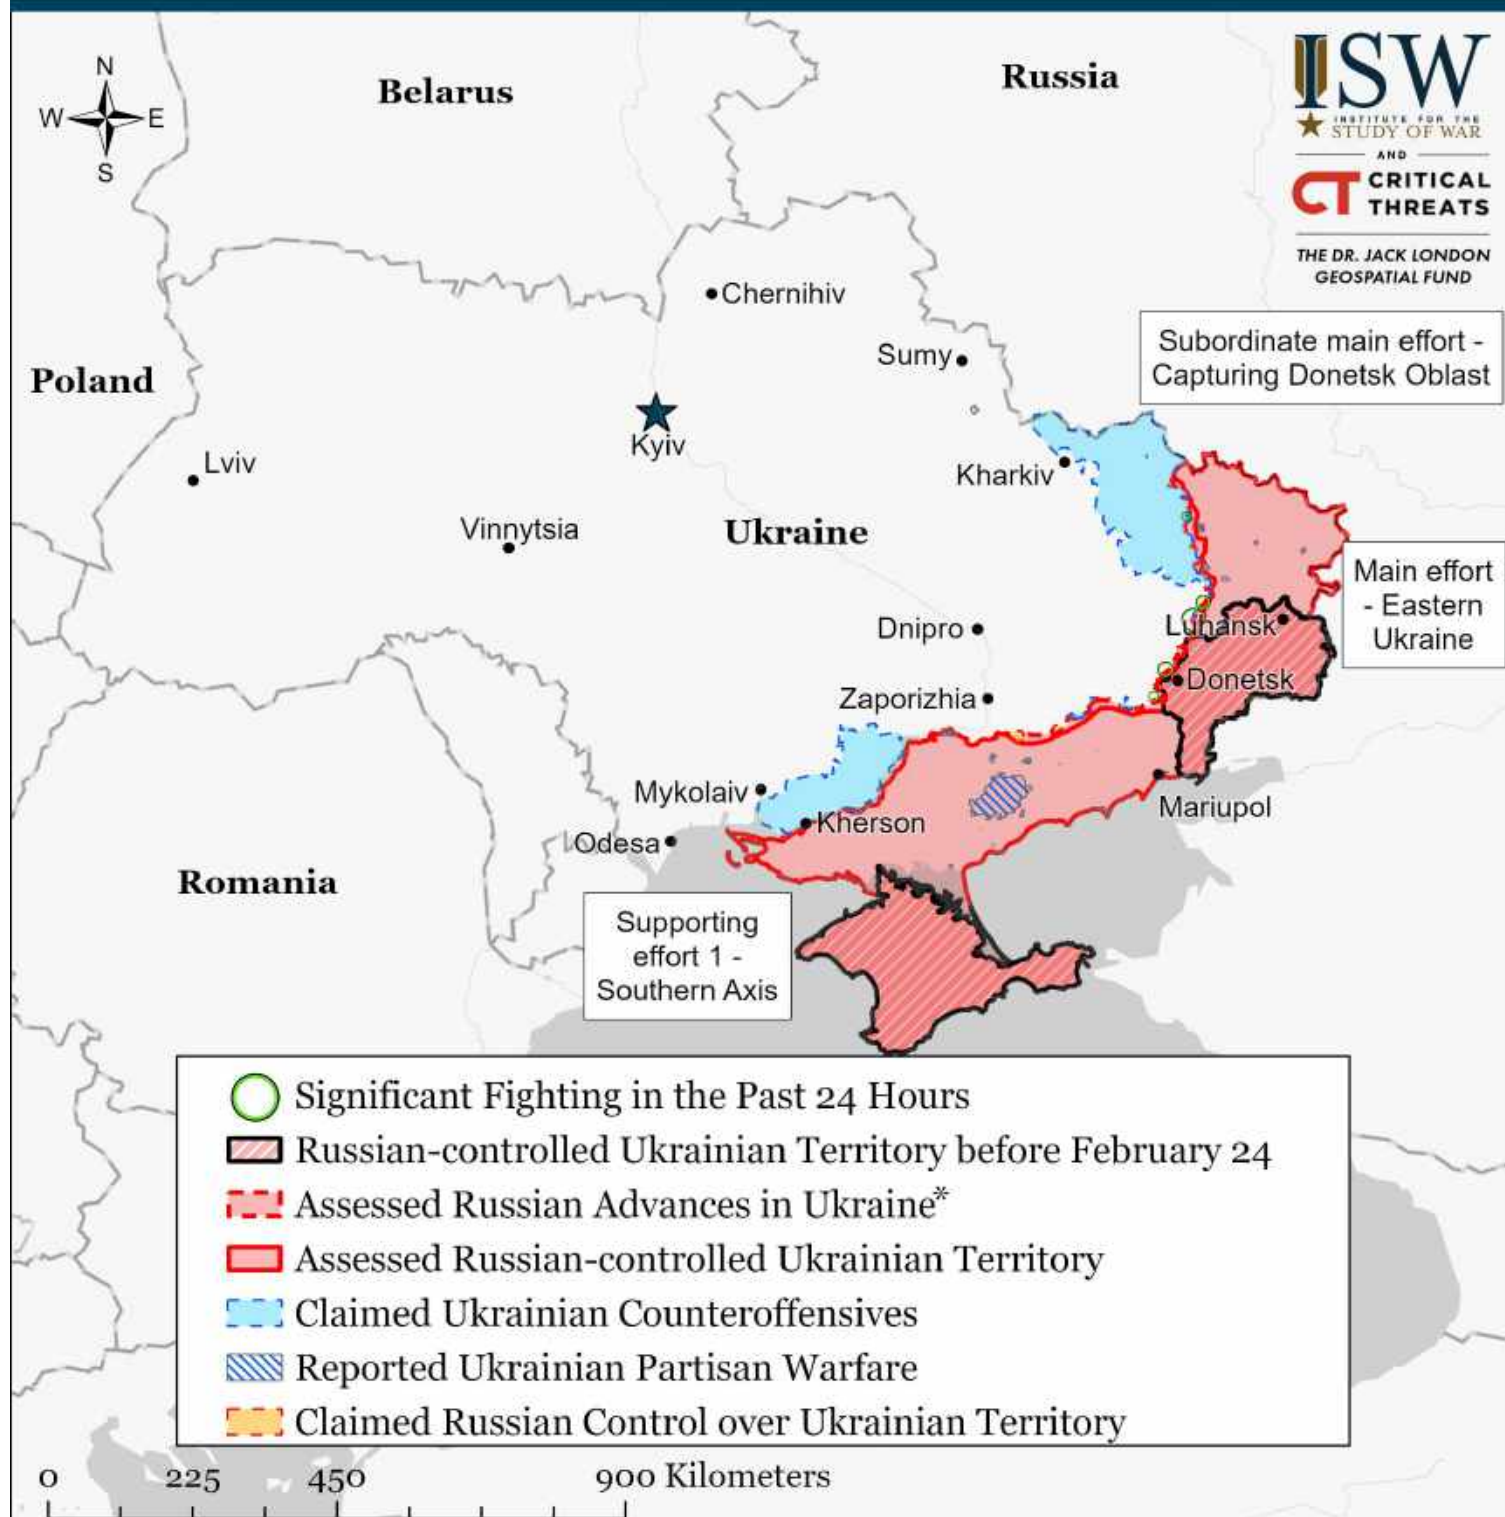 N
W
E
S
Belarus
Russia
ISW
INSTITUTE FOR THE
STUDY OF WAR
AND
CT CRITICAL
THREATS
THE DR. JACK LONDON
GEOSPATIAL FUND
Chernihiv
Subordinate main effort -
Capturing Donetsk Oblast
Sumy
Poland
Kyiv
Lviv
Kharkiv
Vinnytsia
Ukraine
Main effort
- Eastern
Ukraine
Dnipro
Luhansk
Donetsk
Zaporizhia
Mykolaiv
Mariupol
Kherson
Odesa
Romania
Supporting
effort 1 -
Southern Axis
Significant Fighting in the Past 24 Hours
Russian-controlled Ukrainian Territory before February 24
Assessed Russian Advances in Ukraine*
Assessed Russian-controlled Ukrainian Territory
Claimed Ukrainian Counteroffensives
Reported Ukrainian Partisan Warfare
Claimed Russian Control over Ukrainian Territory
0 225 450 900 Kilometers